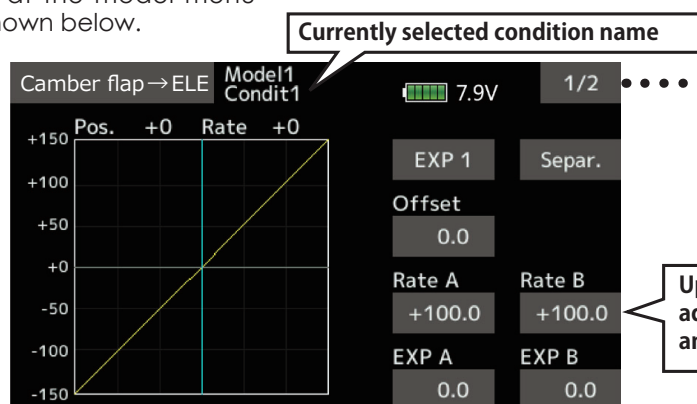 hown below.
Currently selected condition name
Camber flap→ELE
Model1
Condit1
7.9V
1/2
Pos. +0 Rate +0
+150
+100
+50
+0
-50
-100
-150
EXP 1
Separ.
Offset
0.0
Rate A
Rate B
+100.0
+100.0
EXP A
EXP B
0.0
0.0